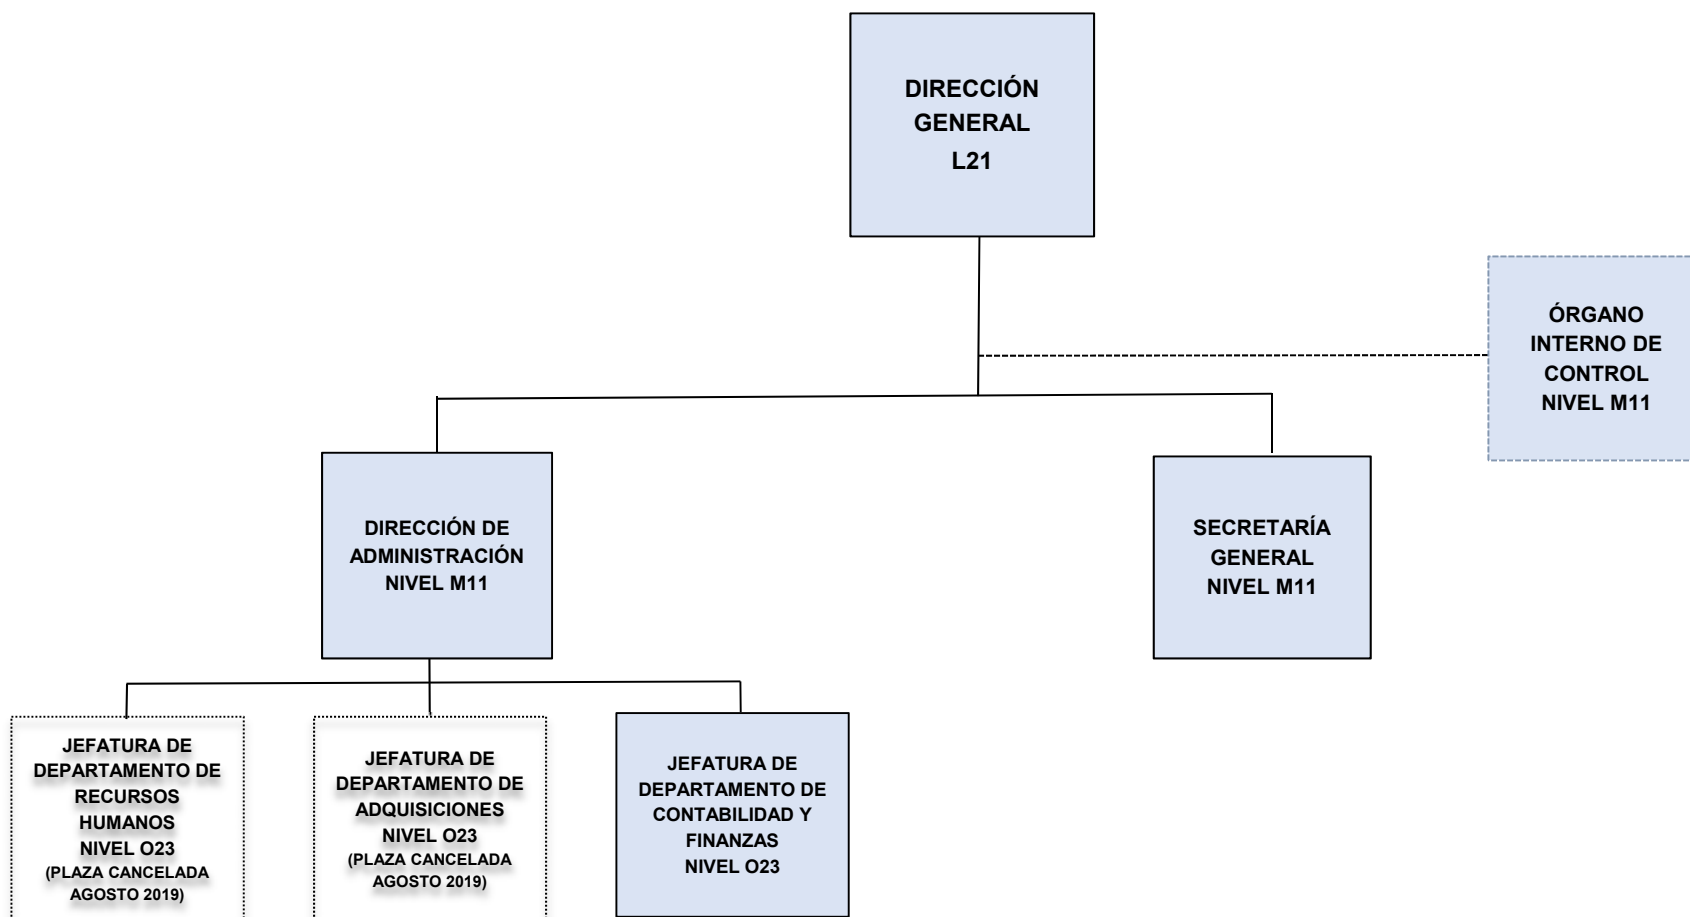 DIRECCIÓN
GENERAL
L21
ÓRGANO
INTERNO DE
CONTROL
NIVEL M11
DIRECCIÓN DE
ADMINISTRACIÓN
NIVEL M11
SECRETARÍA
GENERAL
NIVEL M11
JEFATURA DE
DEPARTAMENTO DE
RECURSOS
HUMANOS
NIVEL O23
(PLAZA CANCELADA
AGOSTO 2019)
JEFATURA DE
DEPARTAMENTO DE
ADQUISICIONES
NIVEL O23
(PLAZA CANCELADA
AGOSTO 2019)
JEFATURA DE
DEPARTAMENTO DE
CONTABILIDAD Y
FINANZAS
NIVEL O23